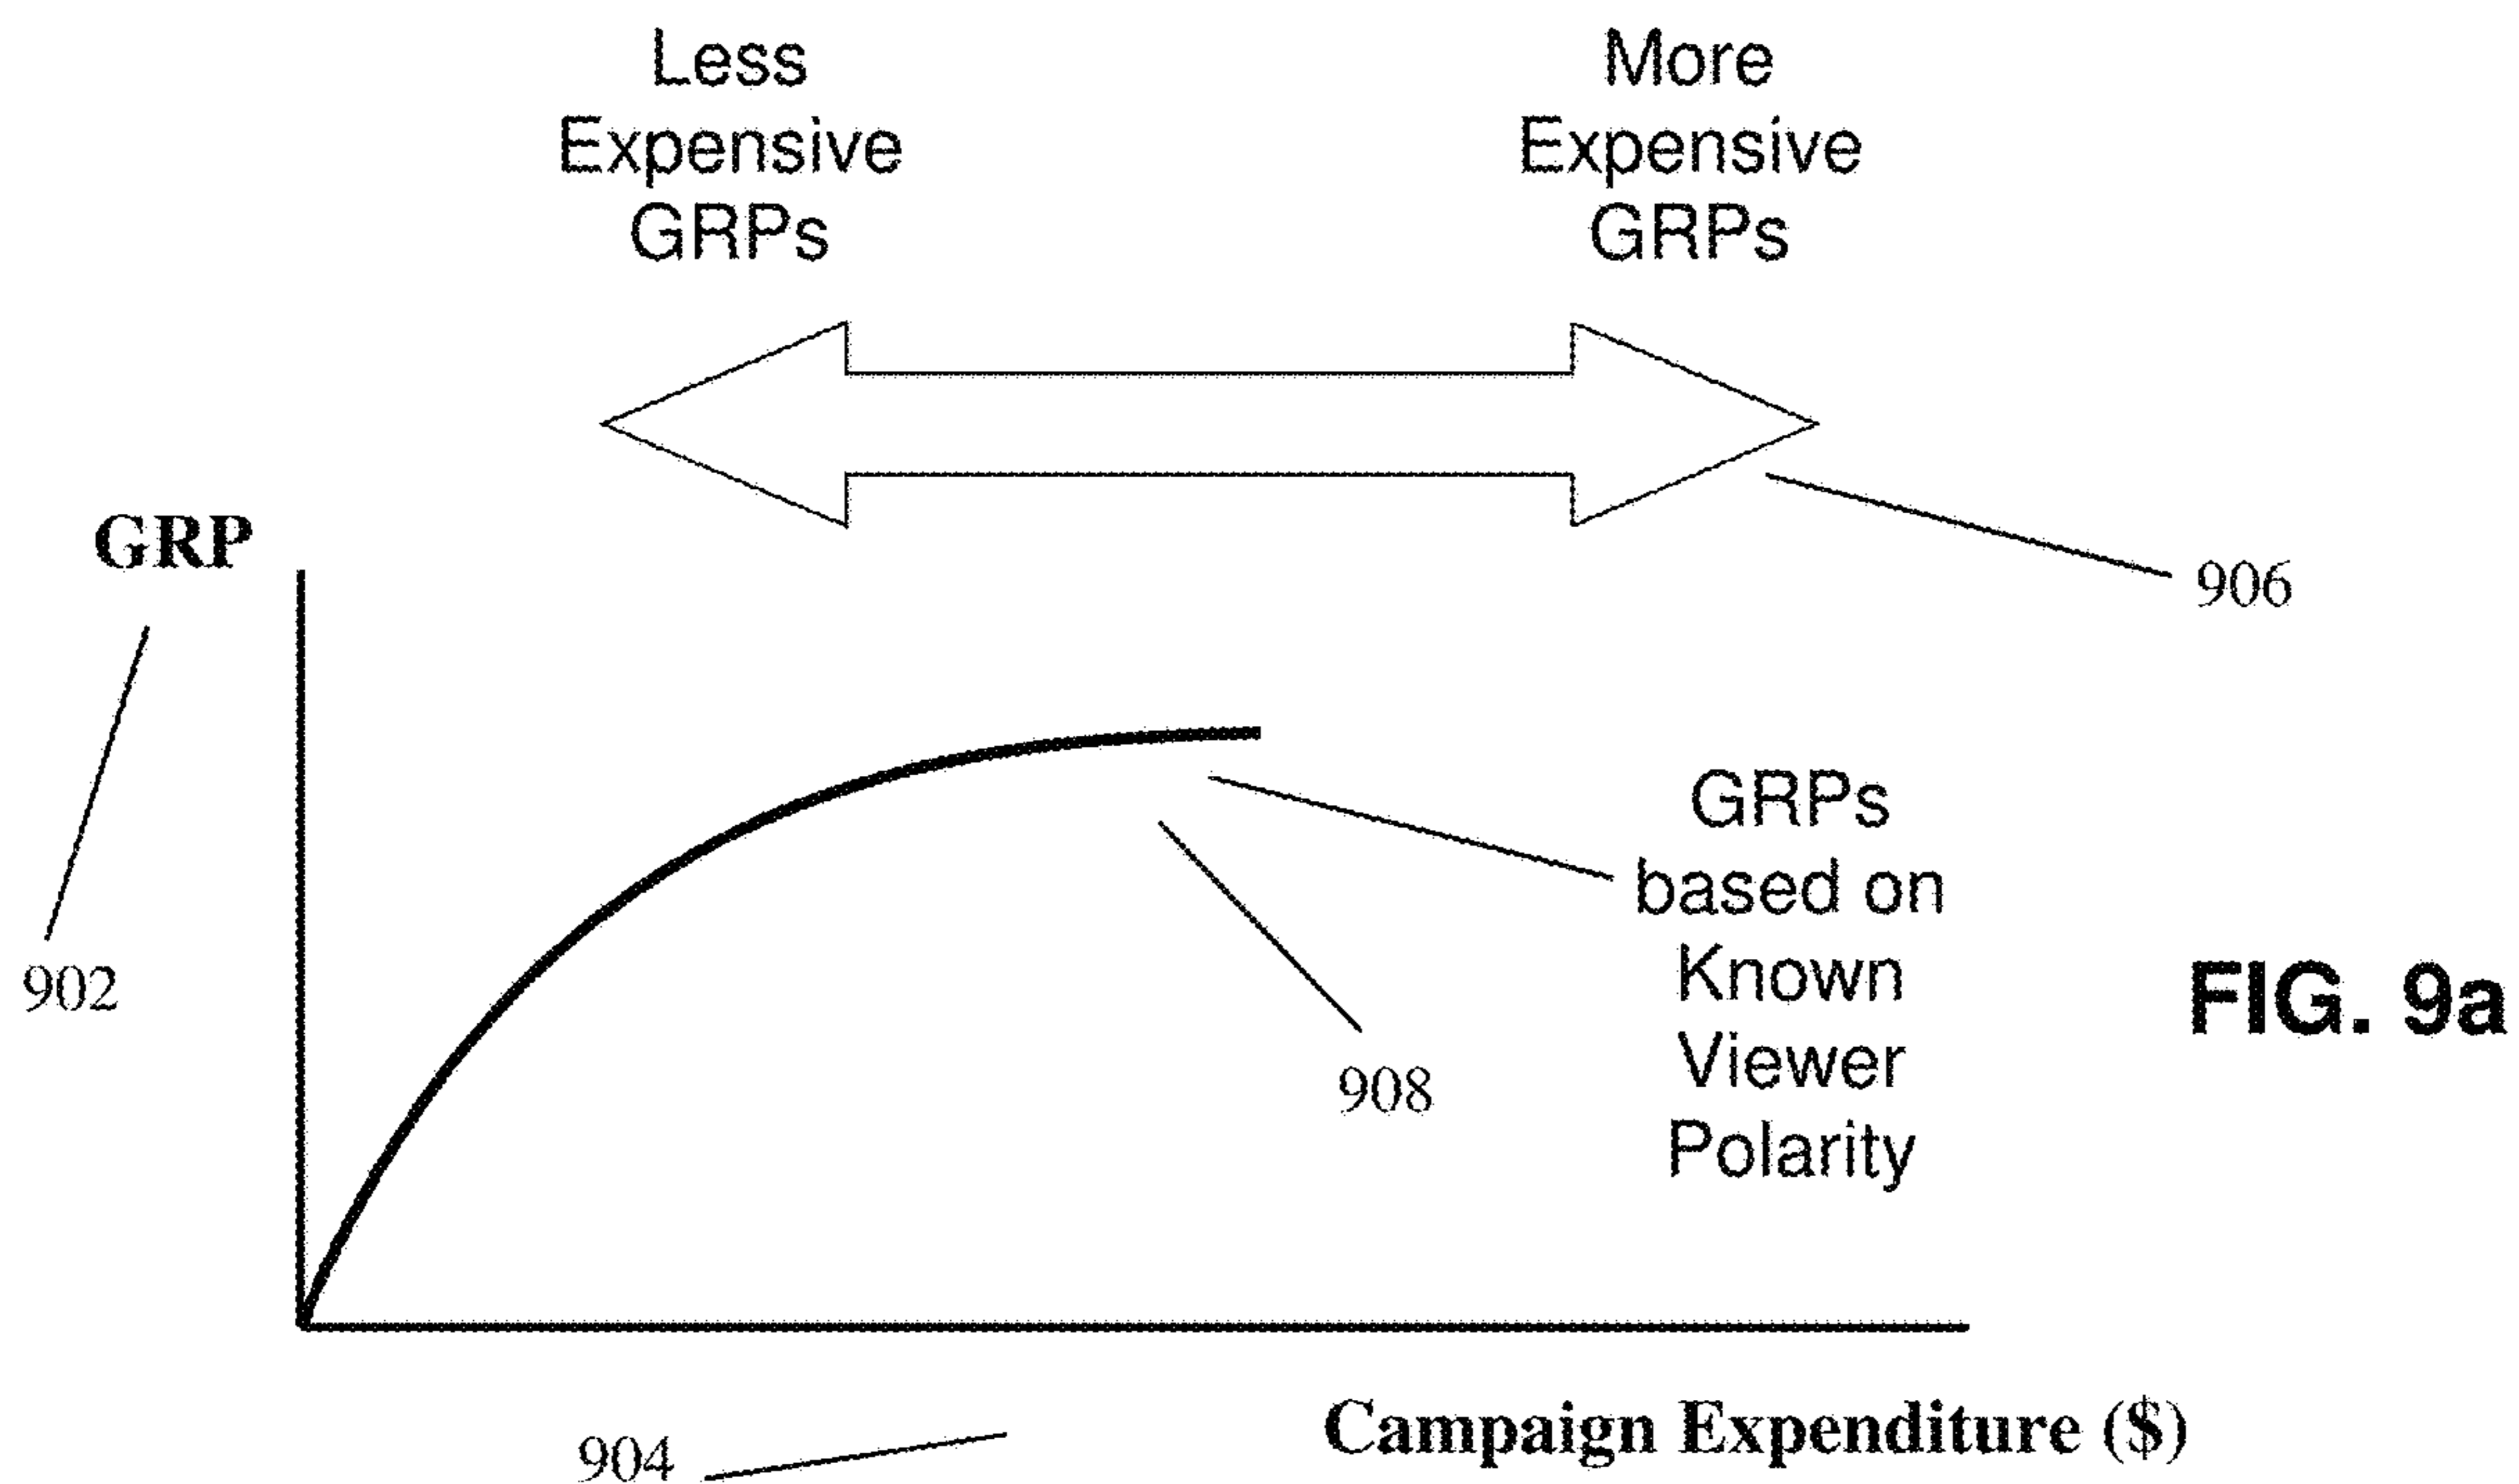 Less
Expensive
GRPs
More
Expensive
GRPs
GRP
906
902
GRPs
based on
Known
Viewer
Polarity
908
FIG. 9a
Campaign Expenditure ($)
904